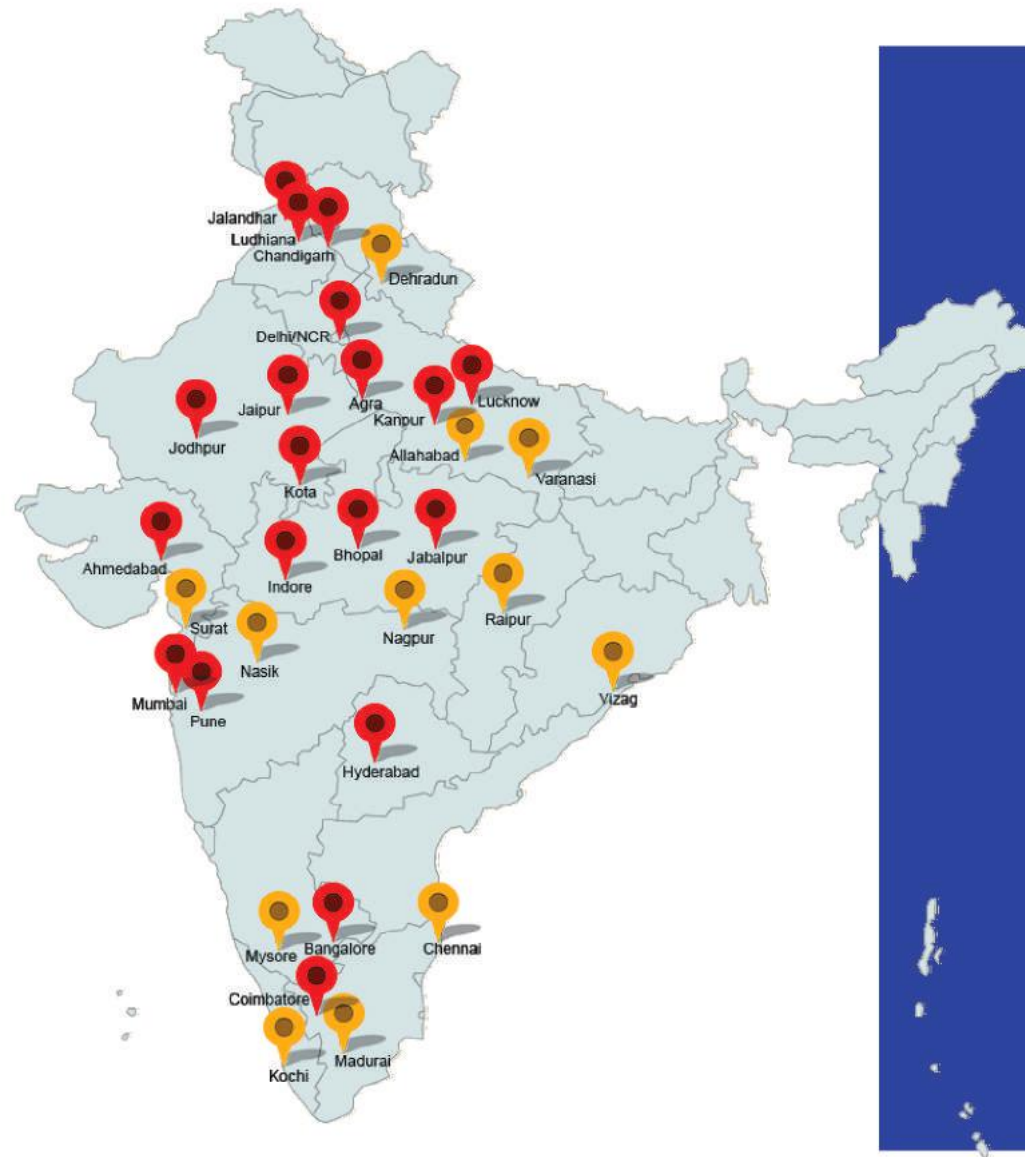 Jalandhar
Ludhiana
Chandigarh
Dehradun
Delhi/NCR
Agra
Lucknow
Jaipur
Kanpur
Jodhpur
Allahabad
Varanasi
Kota
Bhopal
Jabalpur
Ahmedabad
Indore
Surat
Nagpur
Raipur
Nasik
Mumbai
Pune
Vizag
Hyderabad
Mysore
Bangalore
Chennai
Coimbatore
Kochi
Madurai